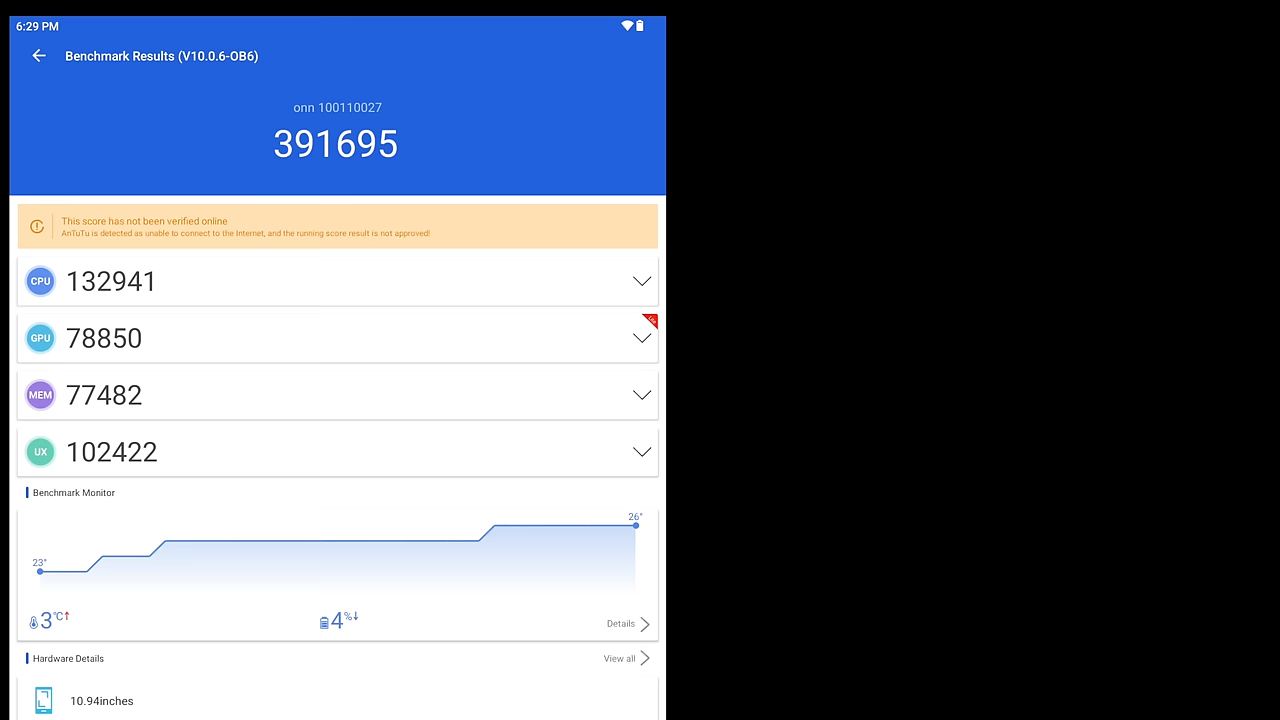 6:29 PM
Benchmark Results (V10.0.6-OB6)
onn 100110027
391695
This score has not been verified online
AnTuTu is detected as unable to connect to the Internet, and the running score result is not approved!
CPU 132941
Lite
GPU 78850
MEM 77482
UX 102422
Benchmark Monitor
26°
23°
3°C↑ 4%↓ Details
Hardware Details View all
10.94inches